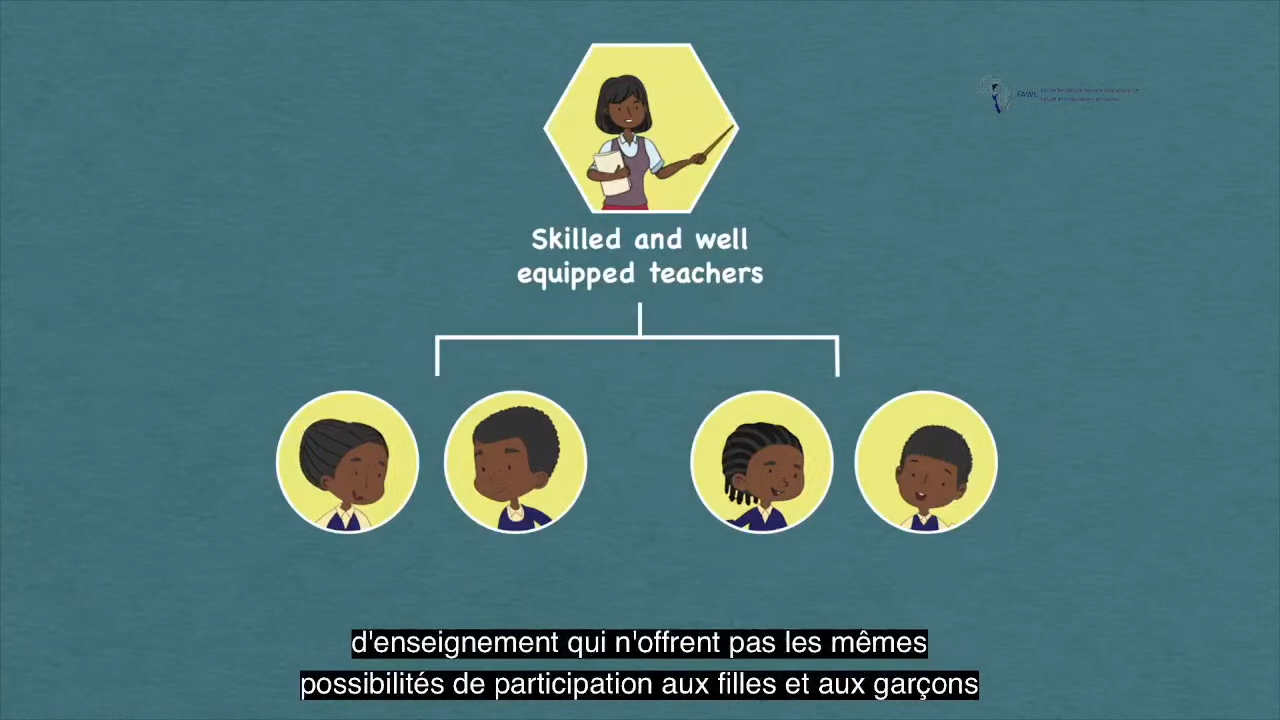 FAWE
Skilled and well
equipped teachers
d'enseignement qui n'offrent pas les mêmes
possibilités de participation aux filles et aux garçons